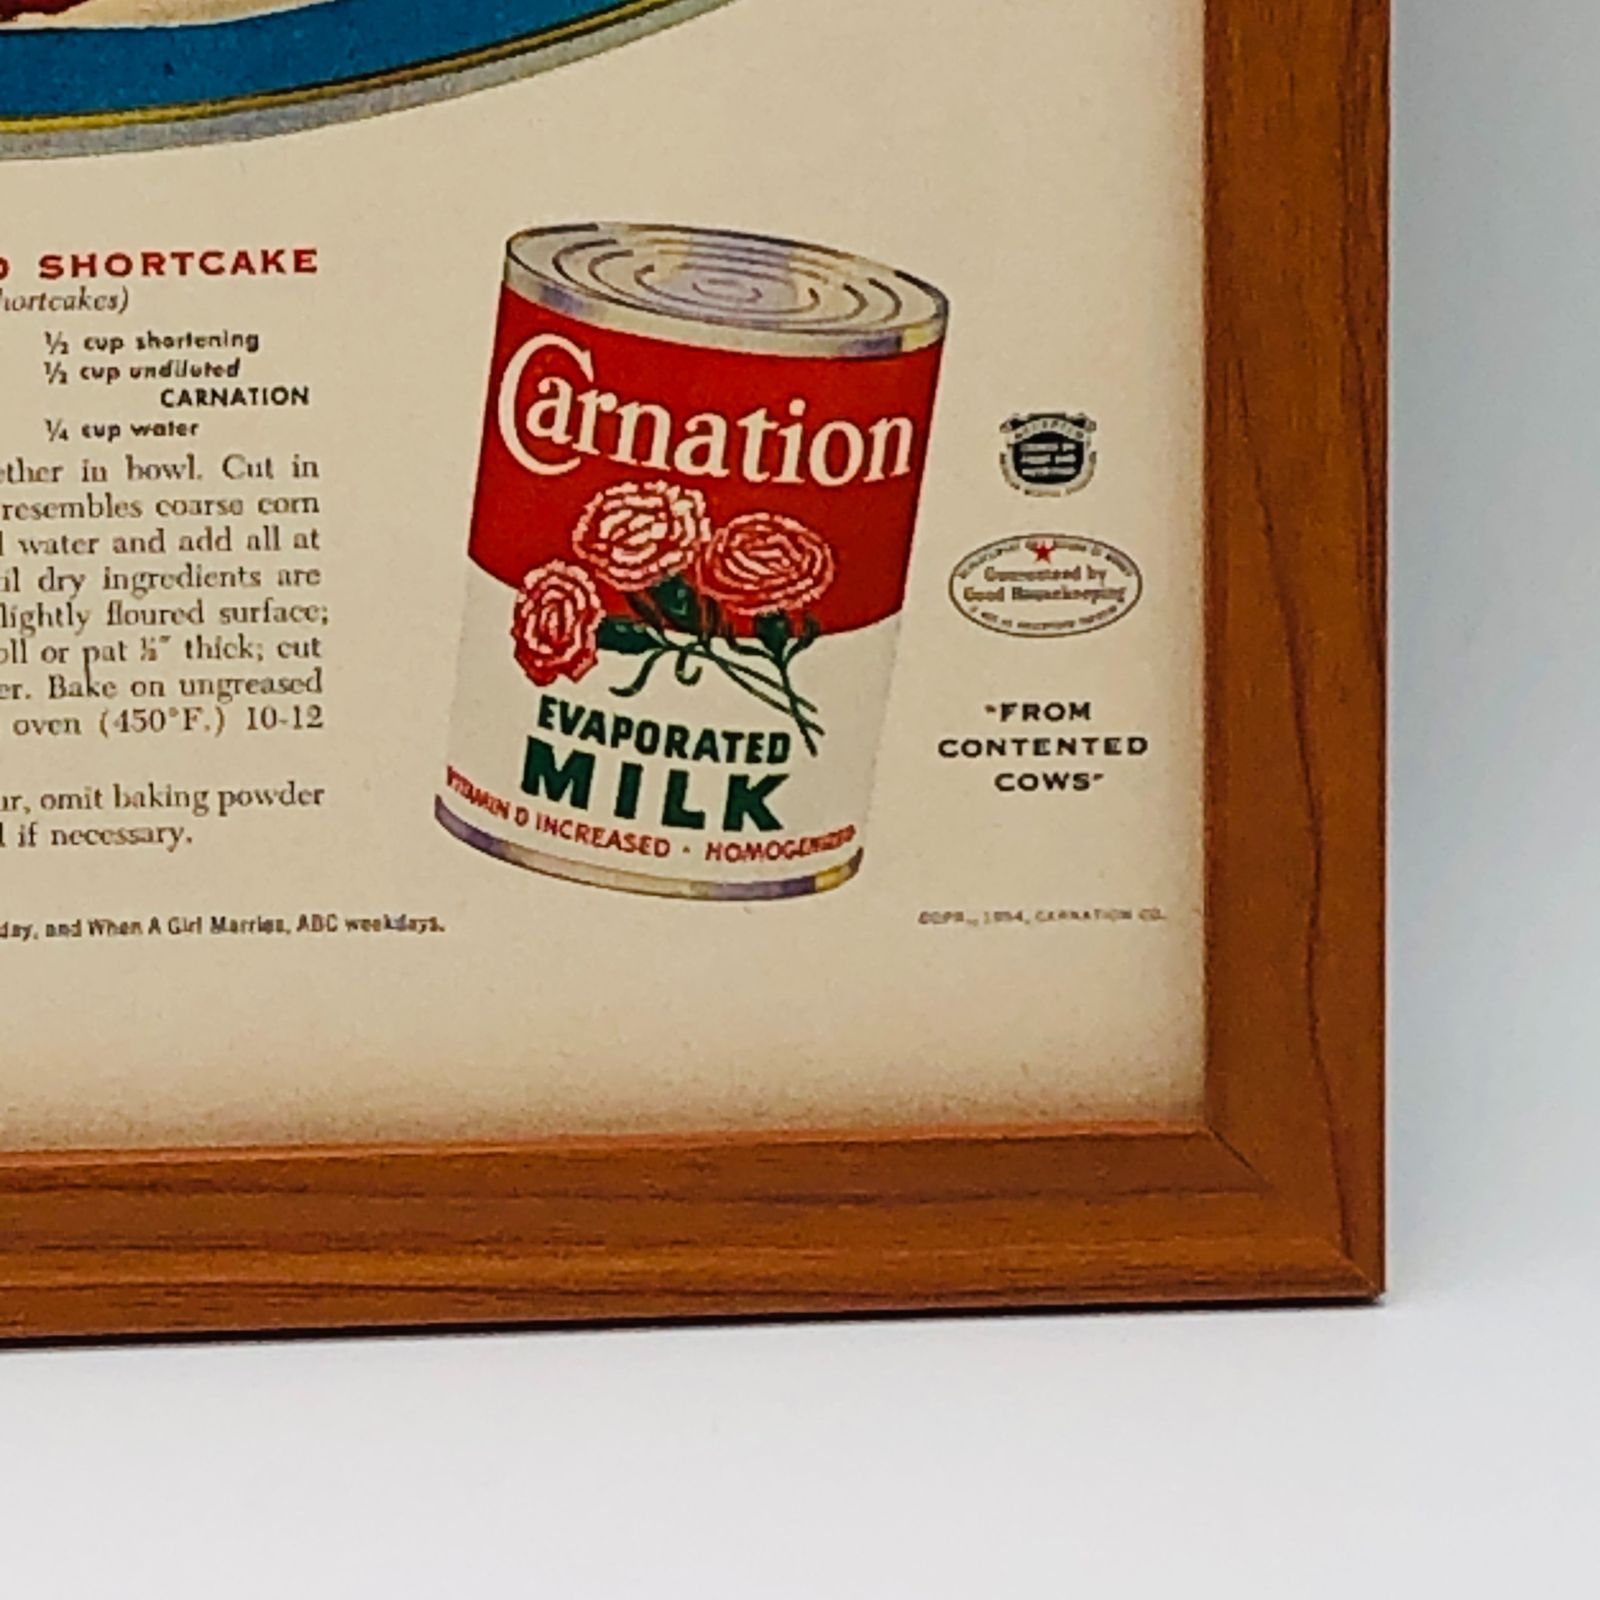 SHORTCAKE
hortcakes)
½ cup shortening
½ cup undiluted
CARNATION
¼ cup water
ether in bowl. Cut in
resembles coarse corn
water and add all at
il dry ingredients are
lightly floured surface;
oll or pat ½" thick; cut
er. Bake on ungreased
oven (450°F.) 10-12
ur, omit baking powder
if necessary.
day, and When A Girl Marries, ABC weekdays.
Carnation
EVAPORATED
MILK
VITAMIN D INCREASED · HOMOGENIZED
Guaranteed by
Good Housekeeping
"FROM
CONTENTED
COWS"
COPR., 1954, CARNATION CO.